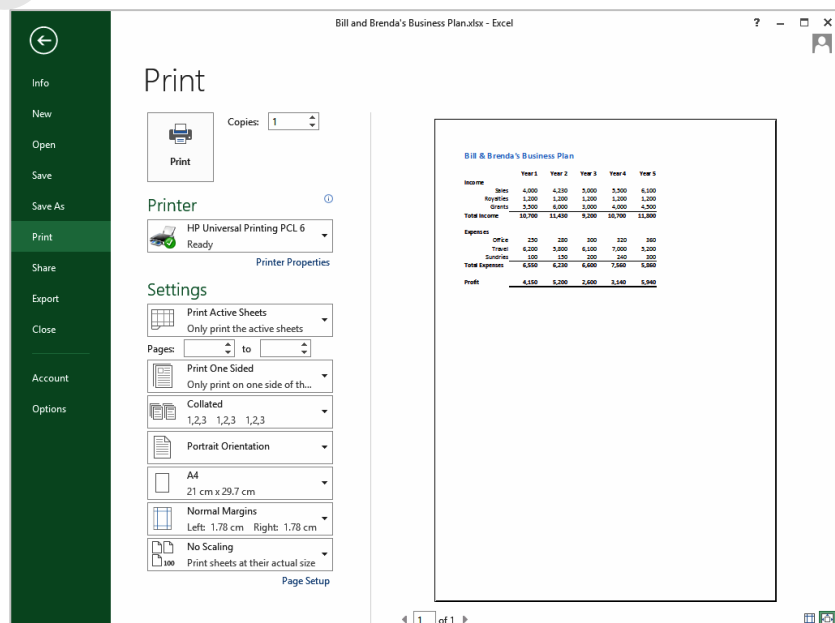 Bill and Brenda's Business Plan.xlsx - Excel
?
Info
New
Open
Save
Save As
Print
Share
Export
Close
Account
Options
Print
Copies: 1
Print
Printer
HP Universal Printing PCL 6
Ready
Printer Properties
Settings
Print Active Sheets
Only print the active sheets
Pages: to
Print One Sided
Only print on one side of th...
Collated
1,2,3 1,2,3 1,2,3
Portrait Orientation
A4
21 cm x 29.7 cm
Normal Margins
Left: 1.78 cm Right: 1.78 cm
No Scaling
100 Print sheets at their actual size
Page Setup
Bill & Brenda's Business Plan
Year 1 Year 2 Year 3 Year 4 Year 5
Income
Sales 4,000 4,230 5,000 5,500 6,100
Royalties 1,200 1,200 1,200 1,200 1,200
Grants 5,500 6,000 3,000 4,000 4,500
Total Income 10,700 11,430 9,200 10,700 11,800
Expenses
Office 250 280 300 320 360
Travel 6,200 5,800 6,100 7,000 5,200
Sundries 100 150 200 240 300
Total Expenses 6,550 6,230 6,600 7,560 5,860
Profit 4,150 5,200 2,600 3,140 5,940
1 of 1